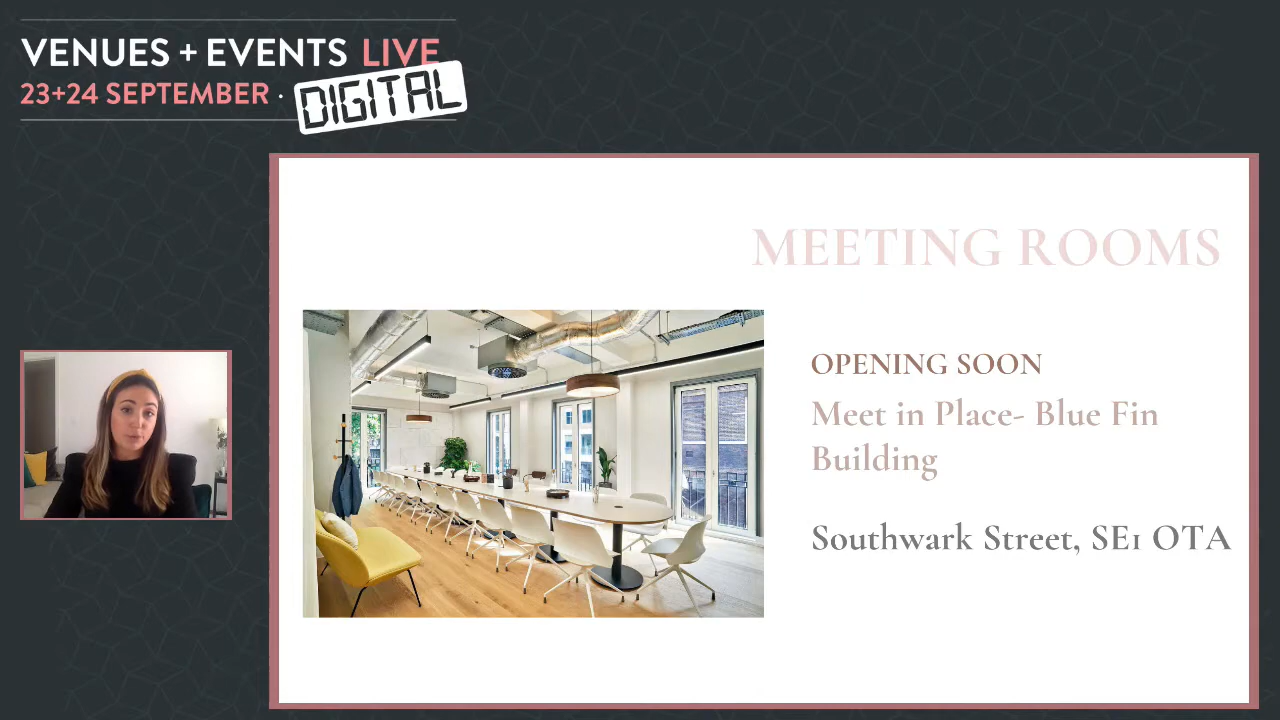 VENUES + EVENTS LIVE
23+24 SEPTEMBER · DIGITAL
MEETING ROOMS
OPENING SOON
Meet in Place- Blue Fin
Building
Southwark Street, SE1 OTA